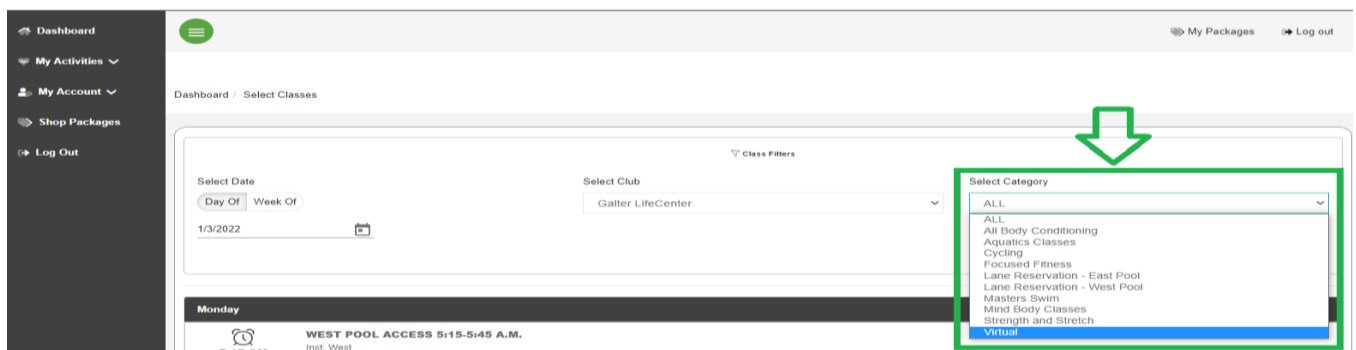 Dashboard
My Packages
Log out
My Activities
My Account
Dashboard / Select Classes
Shop Packages
Log Out
Class Filters
Select Date
Select Club
Select Category
Day Of
Week Of
Galter LifeCenter
ALL
1/3/2022
ALL
All Body Conditioning
Aquatics Classes
Cycling
Focused Fitness
Lane Reservation - East Pool
Lane Reservation - West Pool
Masters Swim
Mind Body Classes
Strength and Stretch
Virtual
Monday
WEST POOL ACCESS 5:15-5:45 A.M.
Inst: West